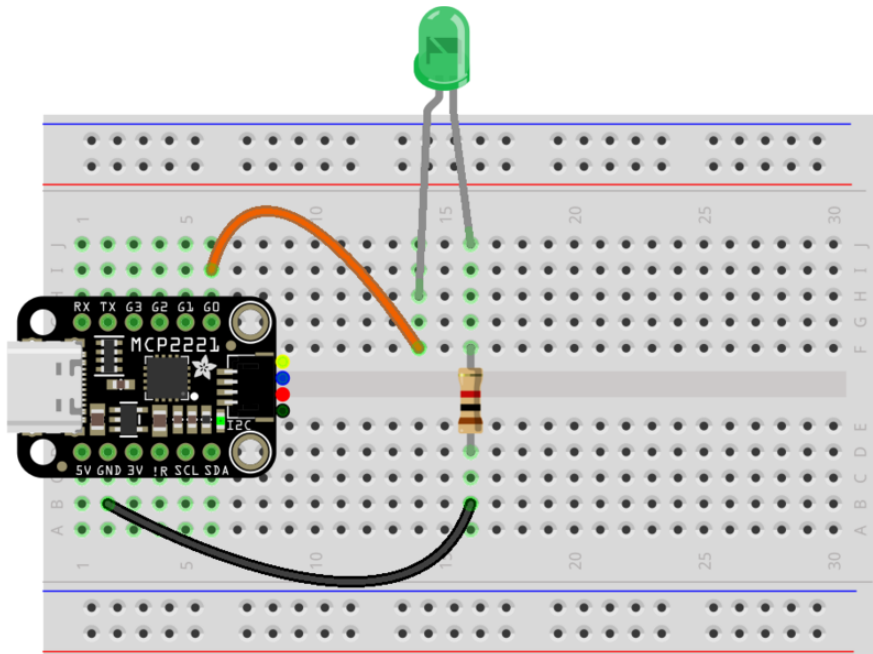 1 5 10 15 20 25 30
J J
I I
H H
RX TX G3 G2 G1 G0
G
MCP2221
F
I2C
E
D
5V GND 3V !R SCL SDA
C
B B
A A
1 5 10 15 20 25 30